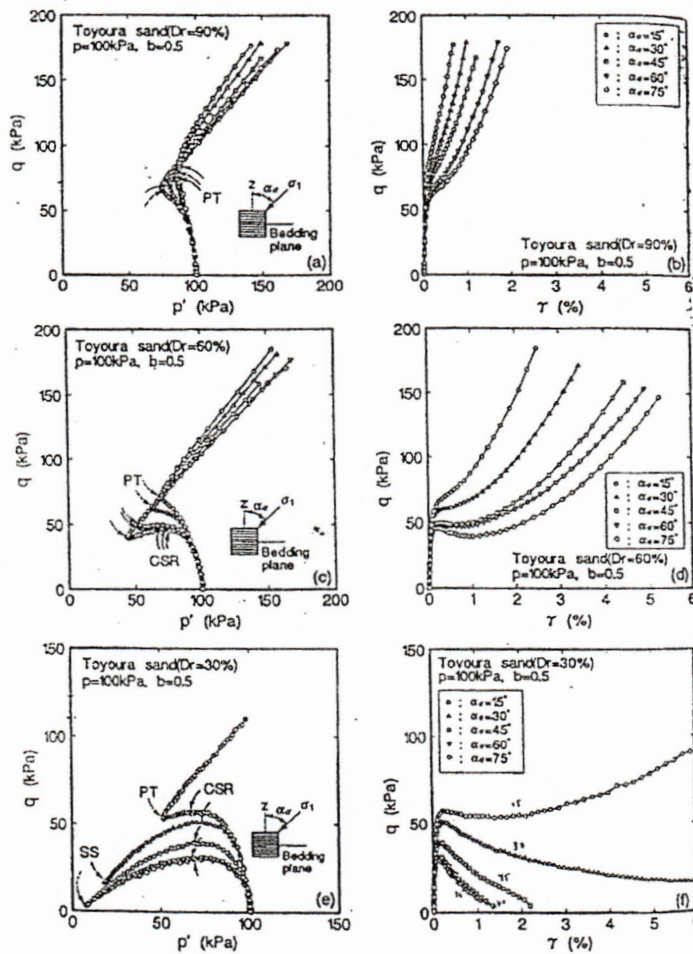 Toyoura sand(Dr=90%)
p=100kPa, b=0.5
200
150
100
50
0
q (kPa)
PT
z
ασ
σ1
Bedding plane
(a)
0 50 100 150 200
p' (kPa)
200
150
100
50
0
q (kPa)
: ασ=15°
: ασ=30°
: ασ=45°
: ασ=60°
: ασ=75°
Toyoura sand(Dr=90%)
p=100kPa, b=0.5
(b)
0 1 2 3 4 5 6
γ (%)
Toyoura sand(Dr=60%)
p=100kPa, b=0.5
200
150
100
50
0
q (kPa)
PT
CSR
z
ασ
σ1
Bedding plane
(c)
0 50 100 150 200
p' (kPa)
200
150
100
50
0
q (kPa)
: ασ=15°
: ασ=30°
: ασ=45°
: ασ=60°
: ασ=75°
Toyoura sand(Dr=60%)
p=100kPa, b=0.5
(d)
0 1 2 3 4 5 6
γ (%)
Toyoura sand(Dr=30%)
p=100kPa, b=0.5
150
100
50
0
q (kPa)
PT
CSR
SS
z
ασ
σ1
Bedding plane
(e)
0 50 100 150
p' (kPa)
Toyoura sand(Dr=30%)
p=100kPa, b=0.5
150
100
50
0
q (kPa)
: ασ=15°
: ασ=30°
: ασ=45°
: ασ=60°
: ασ=75°
15
30
(f)
0 1 2 3 4 5 6
γ (%)